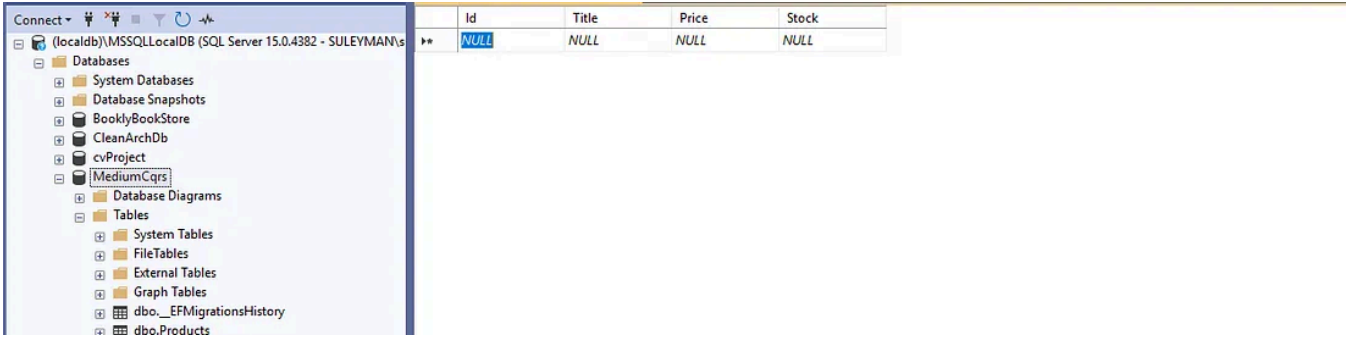 Connect
(localdb)\MSSQLLocalDB (SQL Server 15.0.4382 - SULEYMAN\s
Databases
System Databases
Database Snapshots
BooklyBookStore
CleanArchDb
cvProject
MediumCqrs
Database Diagrams
Tables
System Tables
FileTables
External Tables
Graph Tables
dbo.__EFMigrationsHistory
dbo.Products
Id Title Price Stock
NULL NULL NULL NULL